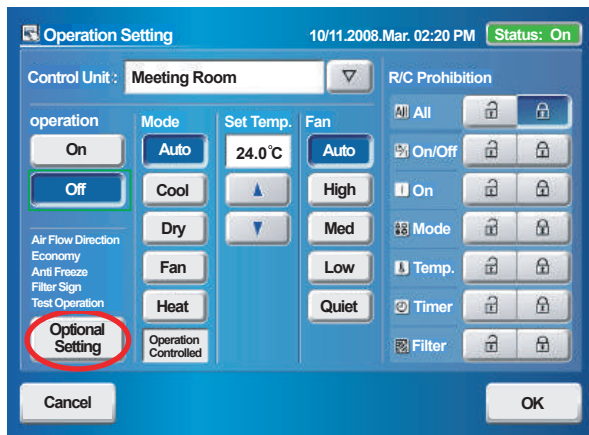 Operation Setting
10/11.2008.Mar. 02:20 PM
Status: On
Control Unit :
Meeting Room
operation
On
Off
Air Flow Direction
Economy
Anti Freeze
Filter Sign
Test Operation
Optional
Setting
Mode
Auto
Cool
Dry
Fan
Heat
Operation
Controlled
Set Temp.
24.0°C
Fan
Auto
High
Med
Low
Quiet
R/C Prohibition
All All
On/Off
On
Mode
Temp.
Timer
Filter
Cancel
OK